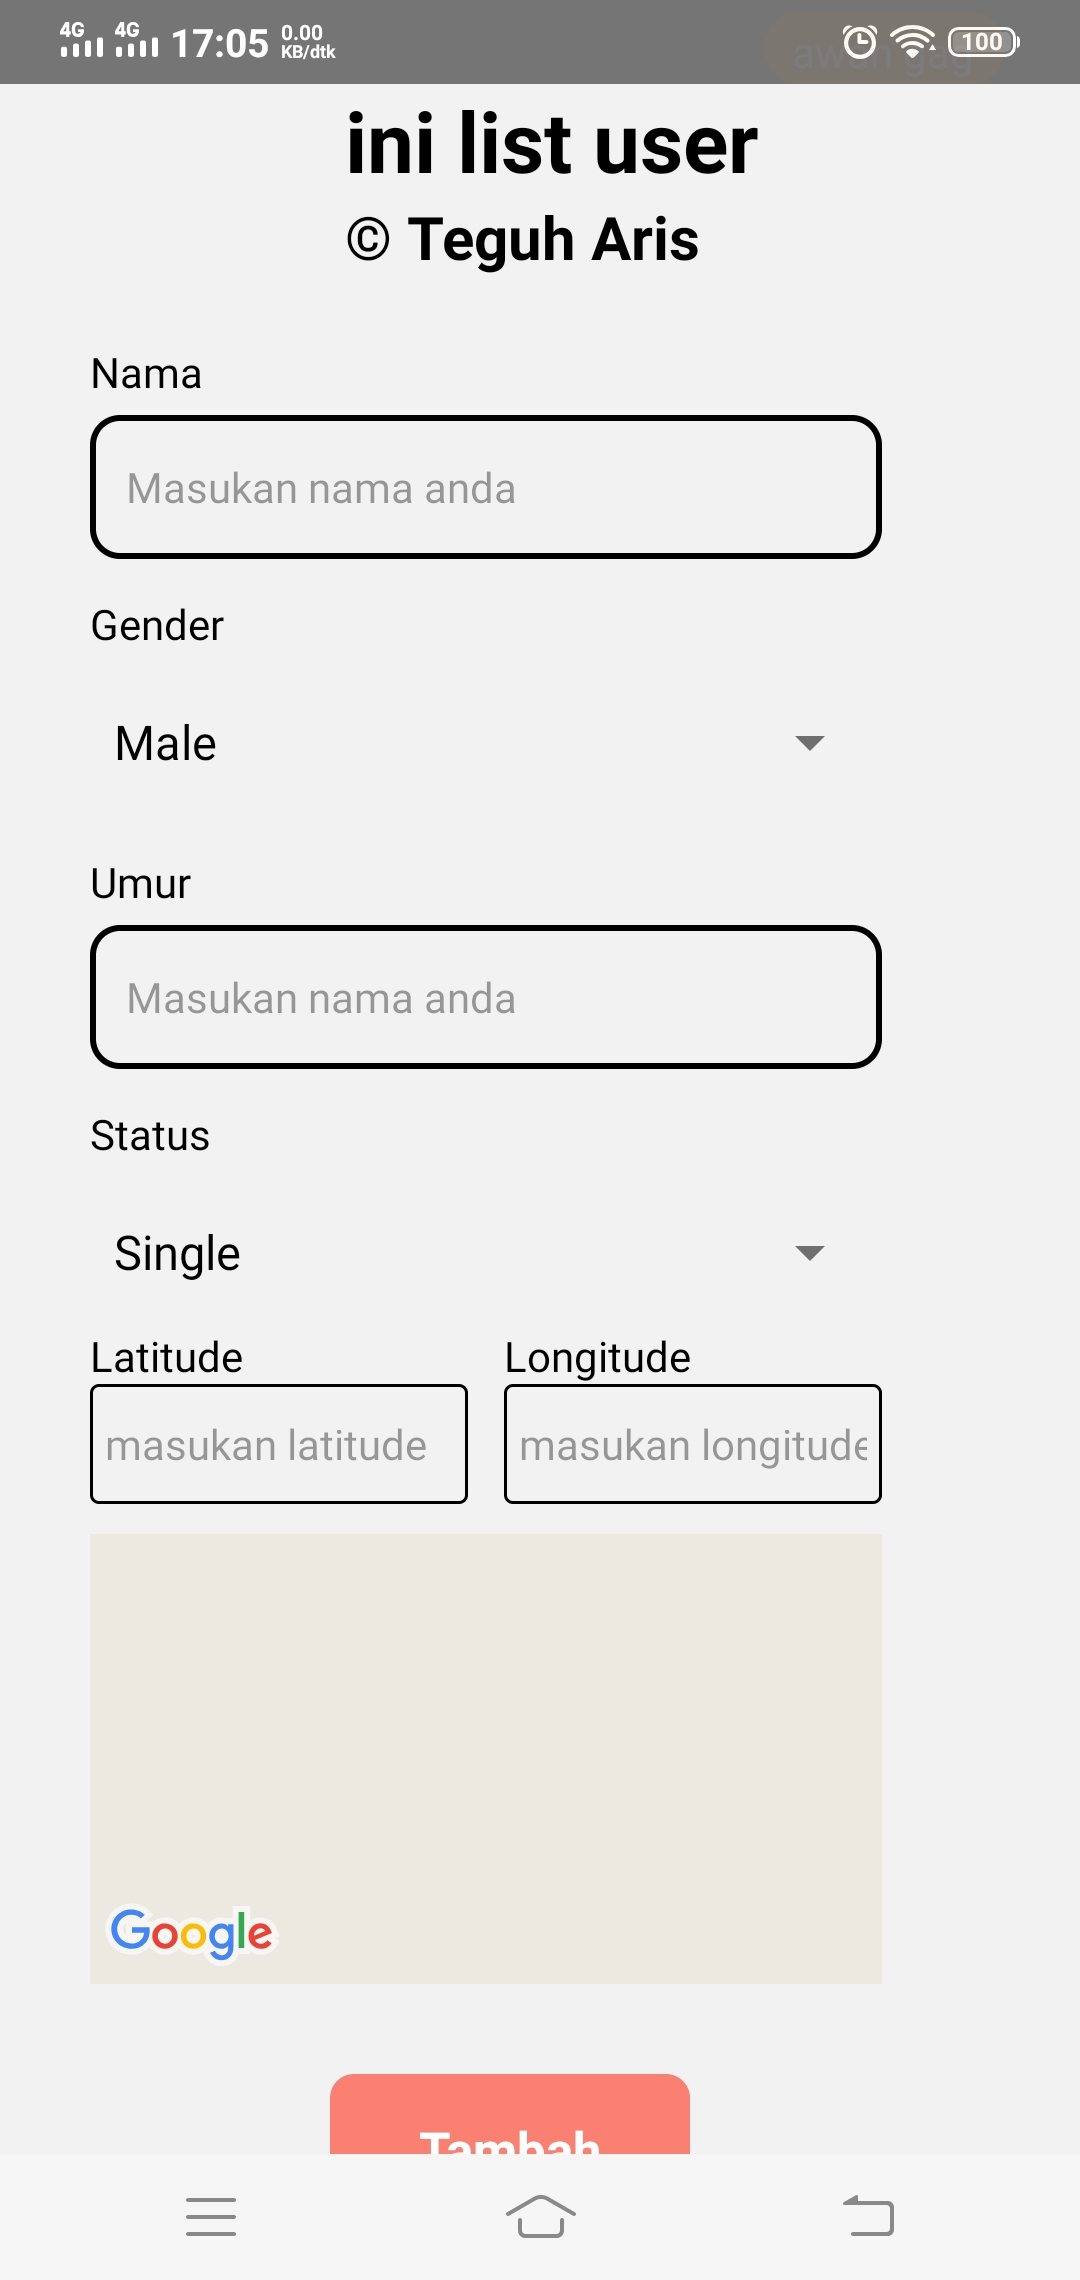 4G 4G 17:05 0.00 KB/dtk 100
ini list user
© Teguh Aris
Nama
Masukan nama anda
Gender
Male
Umur
Masukan nama anda
Status
Single
Latitude Longitude
masukan latitude masukan longitude
Google
Tambah